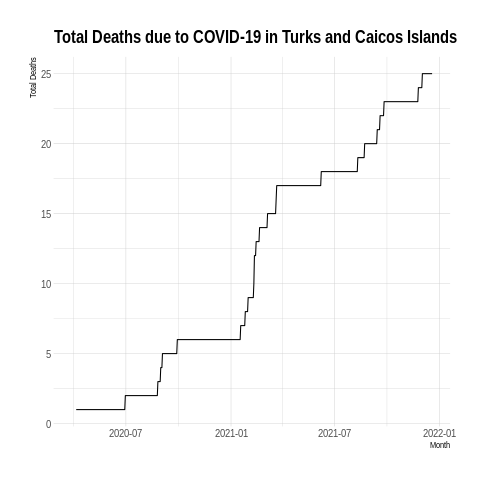 Total Deaths due to COVID-19 in Turks and Caicos Islands
Total Deaths
25
20
15
10
5
0
2020-07 2021-01 2021-07 2022-01
Month